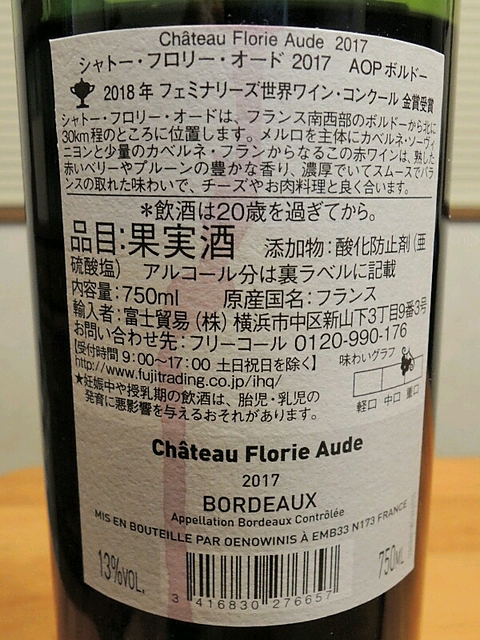 Château Florie Aude 2017
シャトー・フロリー・オード 2017 AOPボルドー
2018年 フェミナリーズ世界ワイン・コンクール 金賞受賞
シャトー・フロリー・オードは、フランス南西部のボルドーから北に
30km程のところに位置します。メルロを主体にカベルネ・ソーヴィ
ニヨンと少量のカベルネ・フランからなるこの赤ワインは、熟した
赤いベリーやプルーンの豊かな香り、濃厚でいてスムースでバラ
ンスの取れた味わいで、チーズやお肉料理と良く合います。
*飲酒は20歳を過ぎてから。
品目:果実酒 添加物:酸化防止剤(亜
硫酸塩) アルコール分は裏ラベルに記載
内容量:750ml 原産国名:フランス
輸入者:富士貿易(株) 横浜市中区新山下3丁目9番3号
お問い合わせ先:フリーコール 0120-990-176
【受付時間 9:00~17:00 土日祝日を除く】
http://www.fujitrading.co.jp/ihq/
味わいグラフ
軽口 中口 重口
★妊娠中や授乳期の飲酒は、胎児・乳児の
発育に悪影響を与えるおそれがあります。
Château Florie Aude
2017
BORDEAUX
Appellation Bordeaux Contrôlée
MIS EN BOUTEILLE PAR OENOWINIS À EMB33 N173 FRANCE
13%VOL.
750ML
3 416830 276657